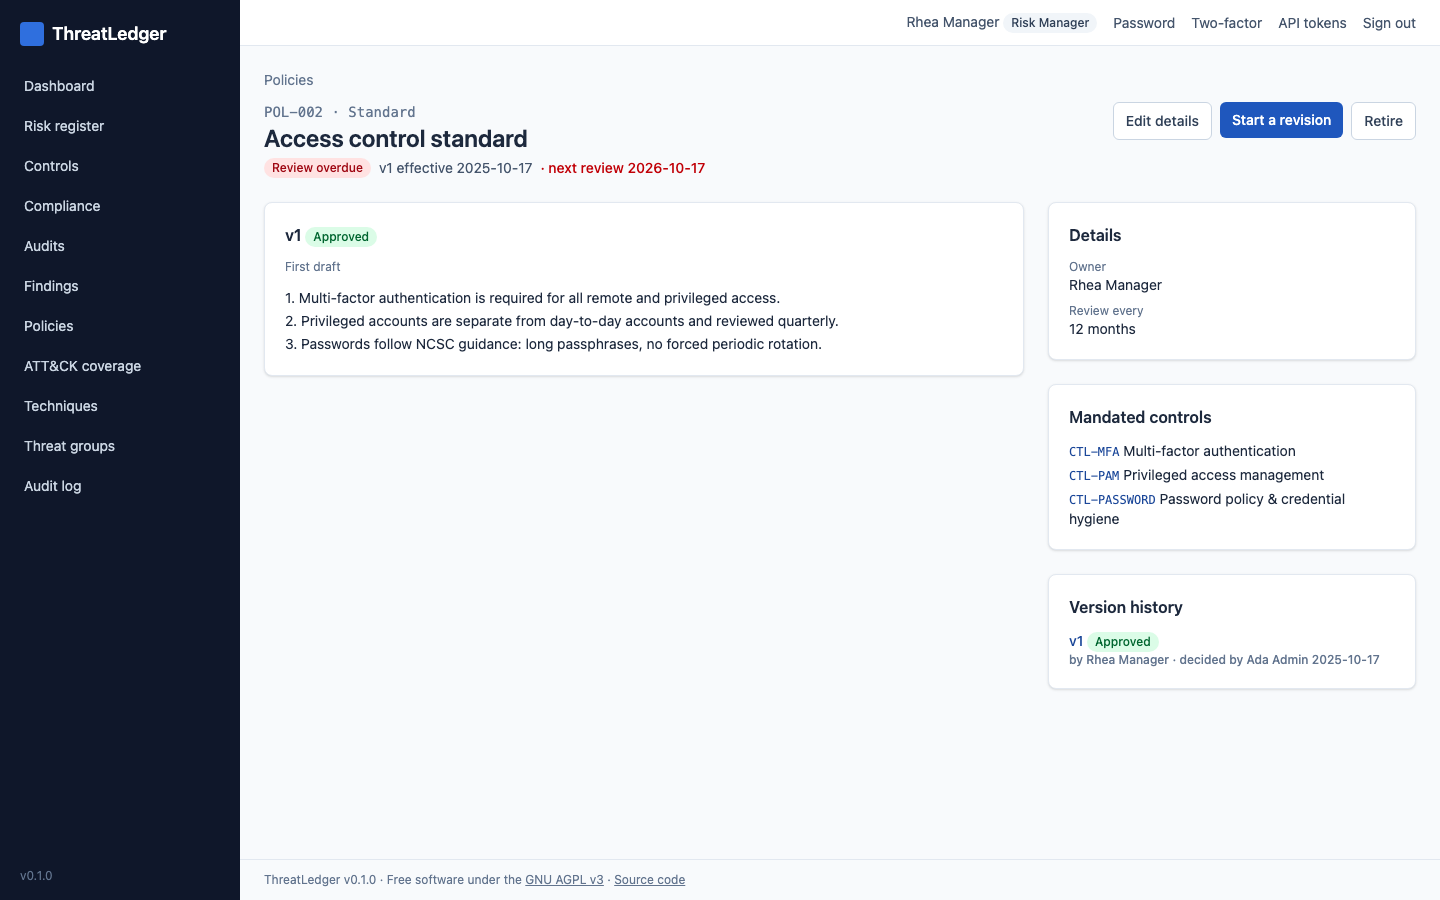 ThreatLedger
Dashboard
Risk register
Controls
Compliance
Audits
Findings
Policies
ATT&CK coverage
Techniques
Threat groups
Audit log
v0.1.0
Rhea Manager Risk Manager Password Two-factor API tokens Sign out
Policies
POL-002 · Standard
Access control standard
Review overdue v1 effective 2025-10-17 · next review 2026-10-17
Edit details Start a revision Retire
v1 Approved
First draft
1. Multi-factor authentication is required for all remote and privileged access.
2. Privileged accounts are separate from day-to-day accounts and reviewed quarterly.
3. Passwords follow NCSC guidance: long passphrases, no forced periodic rotation.
Details
Owner
Rhea Manager
Review every
12 months
Mandated controls
CTL-MFA Multi-factor authentication
CTL-PAM Privileged access management
CTL-PASSWORD Password policy & credential
hygiene
Version history
v1 Approved
by Rhea Manager · decided by Ada Admin 2025-10-17
ThreatLedger v0.1.0 · Free software under the GNU AGPL v3 · Source code